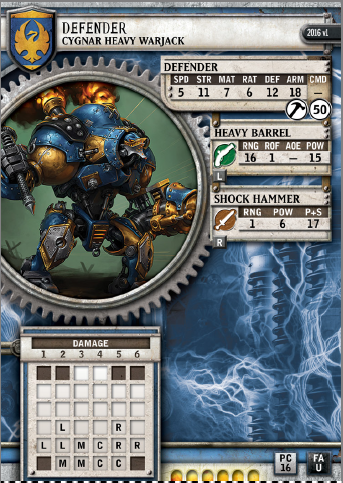 DEFENDER
CYGNAR HEAVY WARJACK
2016 v1
DEFENDER
SPD STR MAT RAT DEF ARM CMD
5 11 7 6 12 18 —
50
HEAVY BARREL
RNG ROF AOE POW
16 1 — 15
L
SHOCK HAMMER
RNG POW P+S
1 6 17
R
DAMAGE
1 2 3 4 5 6
L R
L L M C R R
M M C C
PC
16
FA
U